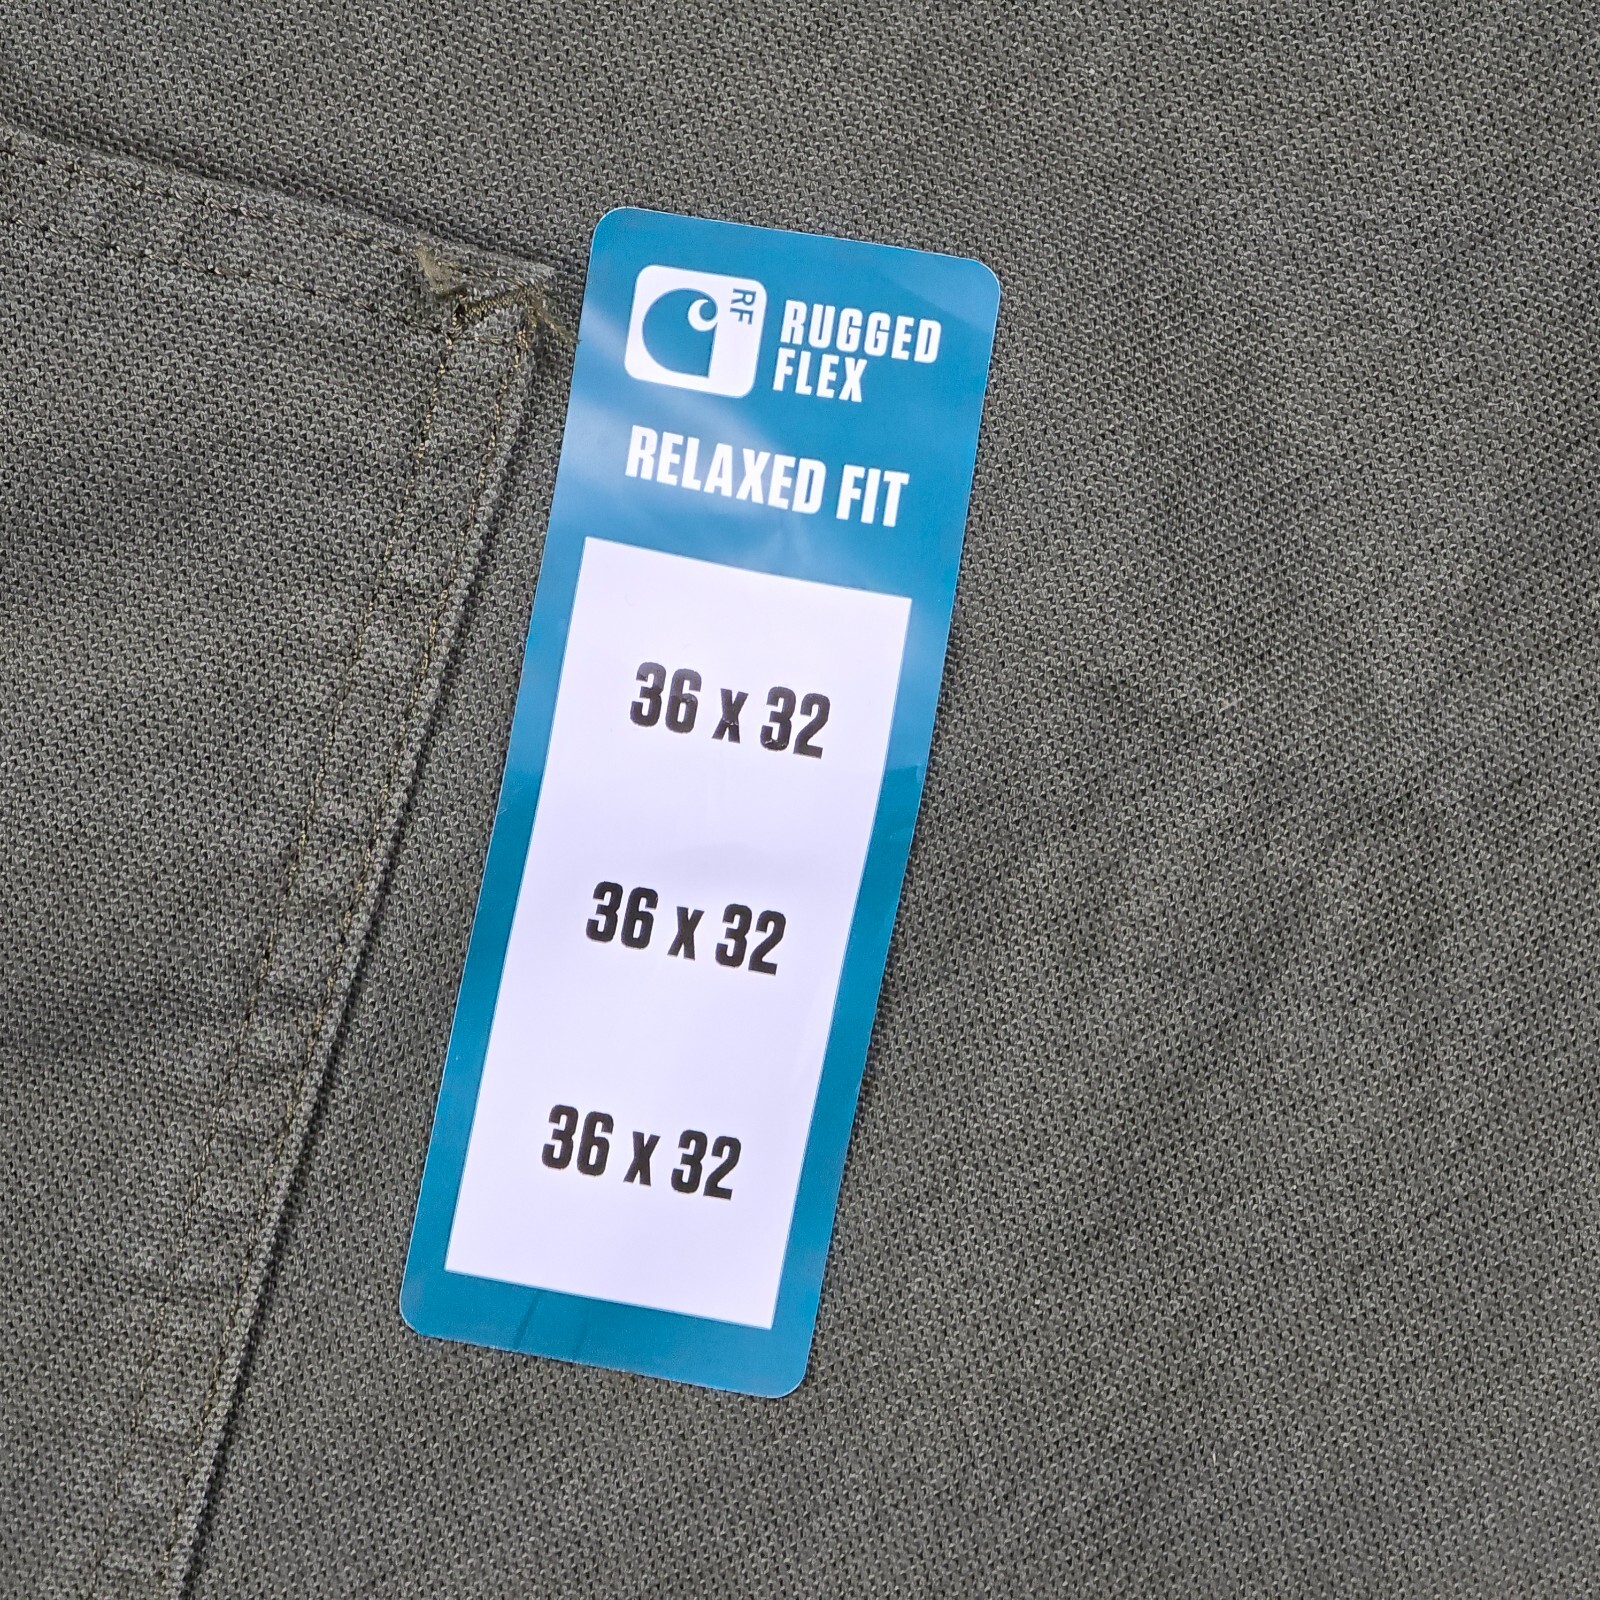 RF
RUGGED
FLEX
RELAXED FIT
36 x 32
36 x 32
36 x 32